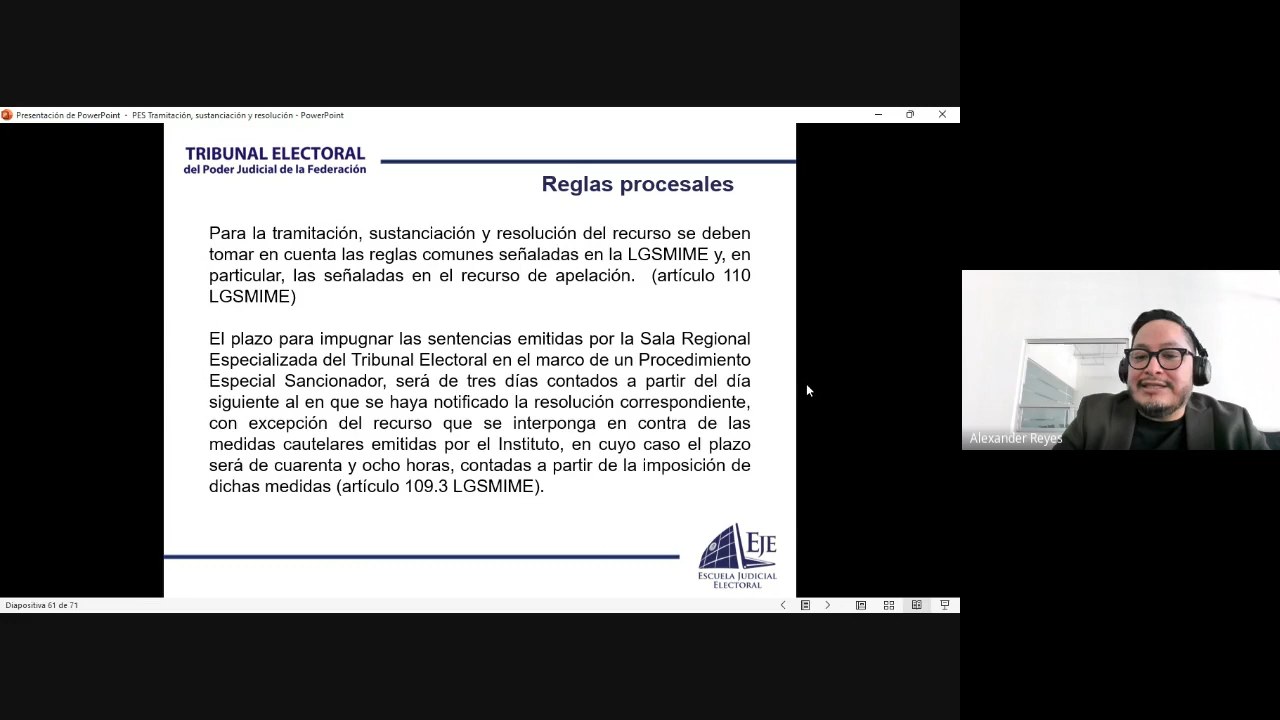 Presentación de PowerPoint - PES Tramitación, sustanciación y resolución - PowerPoint
TRIBUNAL ELECTORAL
del Poder Judicial de la Federación
Reglas procesales
Para la tramitación, sustanciación y resolución del recurso se deben
tomar en cuenta las reglas comunes señaladas en la LGSMIME y, en
particular, las señaladas en el recurso de apelación. (artículo 110
LGSMIME)
El plazo para impugnar las sentencias emitidas por la Sala Regional
Especializada del Tribunal Electoral en el marco de un Procedimiento
Especial Sancionador, será de tres días contados a partir del día
siguiente al en que se haya notificado la resolución correspondiente,
con excepción del recurso que se interponga en contra de las
medidas cautelares emitidas por el Instituto, en cuyo caso el plazo
será de cuarenta y ocho horas, contadas a partir de la imposición de
dichas medidas (artículo 109.3 LGSMIME).
EJE
ESCUELA JUDICIAL
ELECTORAL
Diapositiva 61 de 71
Alexander Reyes